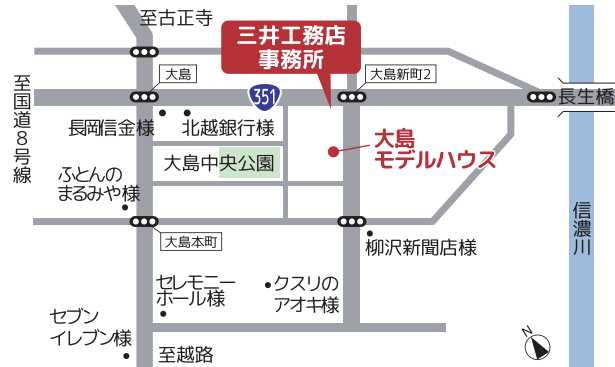 至古正寺
三井工務店
事務所
大島
大島新町2
至国道8号線
351
長生橋
長岡信金様
北越銀行様
大島
モデルハウス
大島中央公園
ふとんの
まるみや様
信濃川
大島本町
柳沢新聞店様
セレモニー
ホール様
クスリの
アオキ様
セブン
イレブン様
至越路
N